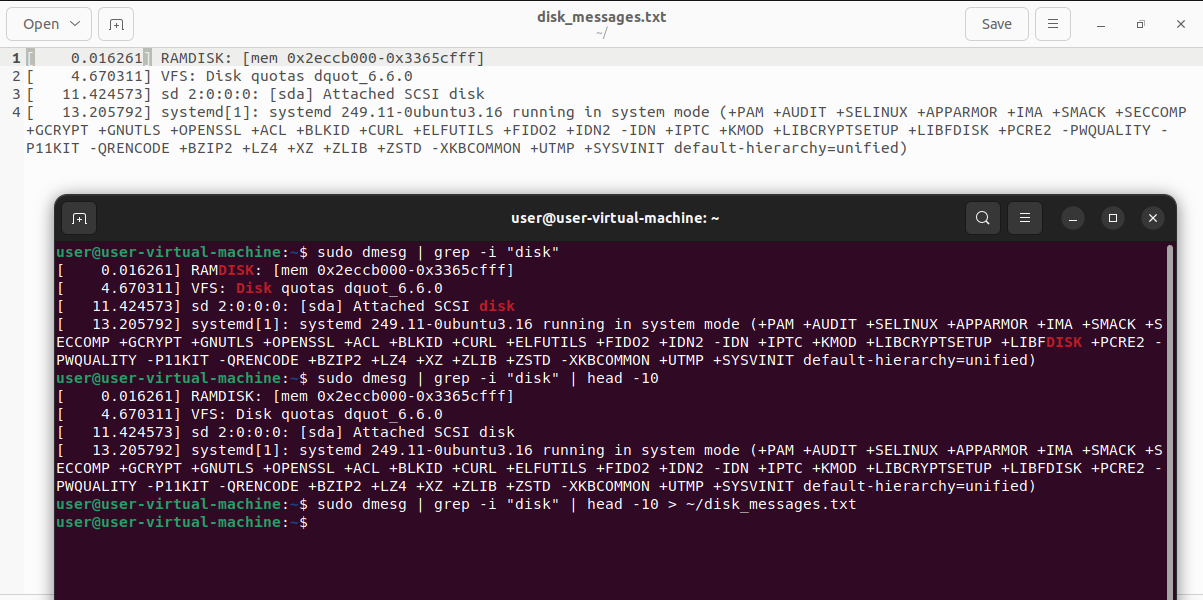 Open
disk_messages.txt
~/
Save
1 [    0.016261] RAMDISK: [mem 0x2eccb000-0x3365cfff]
2 [    4.670311] VFS: Disk quotas dquot_6.6.0
3 [   11.424573] sd 2:0:0:0: [sda] Attached SCSI disk
4 [   13.205792] systemd[1]: systemd 249.11-0ubuntu3.16 running in system mode (+PAM +AUDIT +SELINUX +APPARMOR +IMA +SMACK +SECCOMP
+GCRYPT +GNUTLS +OPENSSL +ACL +BLKID +CURL +ELFUTILS +FIDO2 +IDN2 -IDN +IPTC +KMOD +LIBCRYPTSETUP +LIBFDISK +PCRE2 -PWQUALITY -
P11KIT -QRENCODE +BZIP2 +LZ4 +XZ +ZLIB +ZSTD -XKBCOMMON +UTMP +SYSVINIT default-hierarchy=unified)
user@user-virtual-machine: ~
user@user-virtual-machine:~$ sudo dmesg | grep -i "disk"
[    0.016261] RAMDISK: [mem 0x2eccb000-0x3365cfff]
[    4.670311] VFS: Disk quotas dquot_6.6.0
[   11.424573] sd 2:0:0:0: [sda] Attached SCSI disk
[   13.205792] systemd[1]: systemd 249.11-0ubuntu3.16 running in system mode (+PAM +AUDIT +SELINUX +APPARMOR +IMA +SMACK +S
ECCOMP +GCRYPT +GNUTLS +OPENSSL +ACL +BLKID +CURL +ELFUTILS +FIDO2 +IDN2 -IDN +IPTC +KMOD +LIBCRYPTSETUP +LIBFDISK +PCRE2 -
PWQUALITY -P11KIT -QRENCODE +BZIP2 +LZ4 +XZ +ZLIB +ZSTD -XKBCOMMON +UTMP +SYSVINIT default-hierarchy=unified)
user@user-virtual-machine:~$ sudo dmesg | grep -i "disk" | head -10
[    0.016261] RAMDISK: [mem 0x2eccb000-0x3365cfff]
[    4.670311] VFS: Disk quotas dquot_6.6.0
[   11.424573] sd 2:0:0:0: [sda] Attached SCSI disk
[   13.205792] systemd[1]: systemd 249.11-0ubuntu3.16 running in system mode (+PAM +AUDIT +SELINUX +APPARMOR +IMA +SMACK +S
ECCOMP +GCRYPT +GNUTLS +OPENSSL +ACL +BLKID +CURL +ELFUTILS +FIDO2 +IDN2 -IDN +IPTC +KMOD +LIBCRYPTSETUP +LIBFDISK +PCRE2 -
PWQUALITY -P11KIT -QRENCODE +BZIP2 +LZ4 +XZ +ZLIB +ZSTD -XKBCOMMON +UTMP +SYSVINIT default-hierarchy=unified)
user@user-virtual-machine:~$ sudo dmesg | grep -i "disk" | head -10 > ~/disk_messages.txt
user@user-virtual-machine:~$